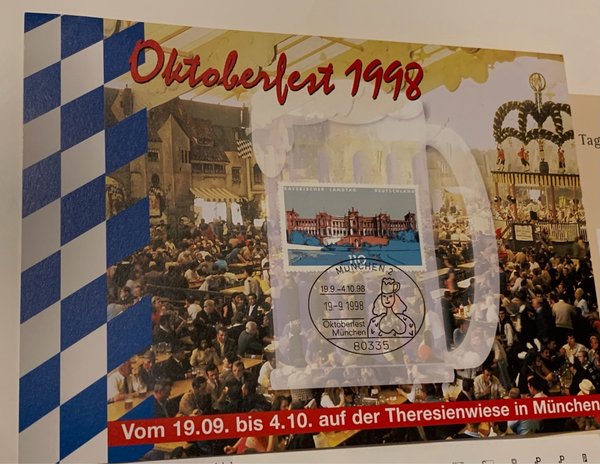 Oktoberfest 1998
Tag
BAYERISCHER LANDTAG DEUTSCHLAND
110
MÜNCHEN 2
19.9.-4.10.98
19-9-1998
Oktoberfest
München
80335
Vom 19.09. bis 4.10. auf der Theresienwiese in München